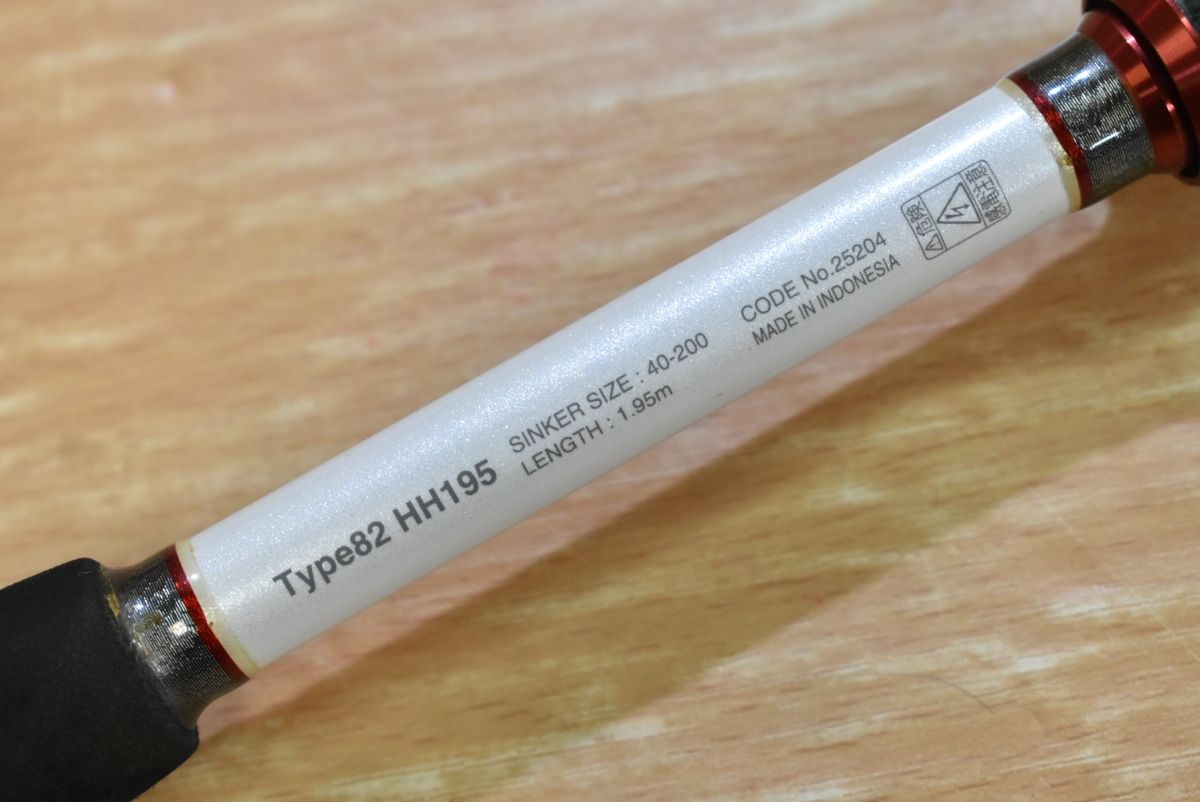 Type82 HH195
SINKER SIZE : 40-200
LENGTH : 1.95m
CODE No.25204
MADE IN INDONESIA
⚠危険
感電注意